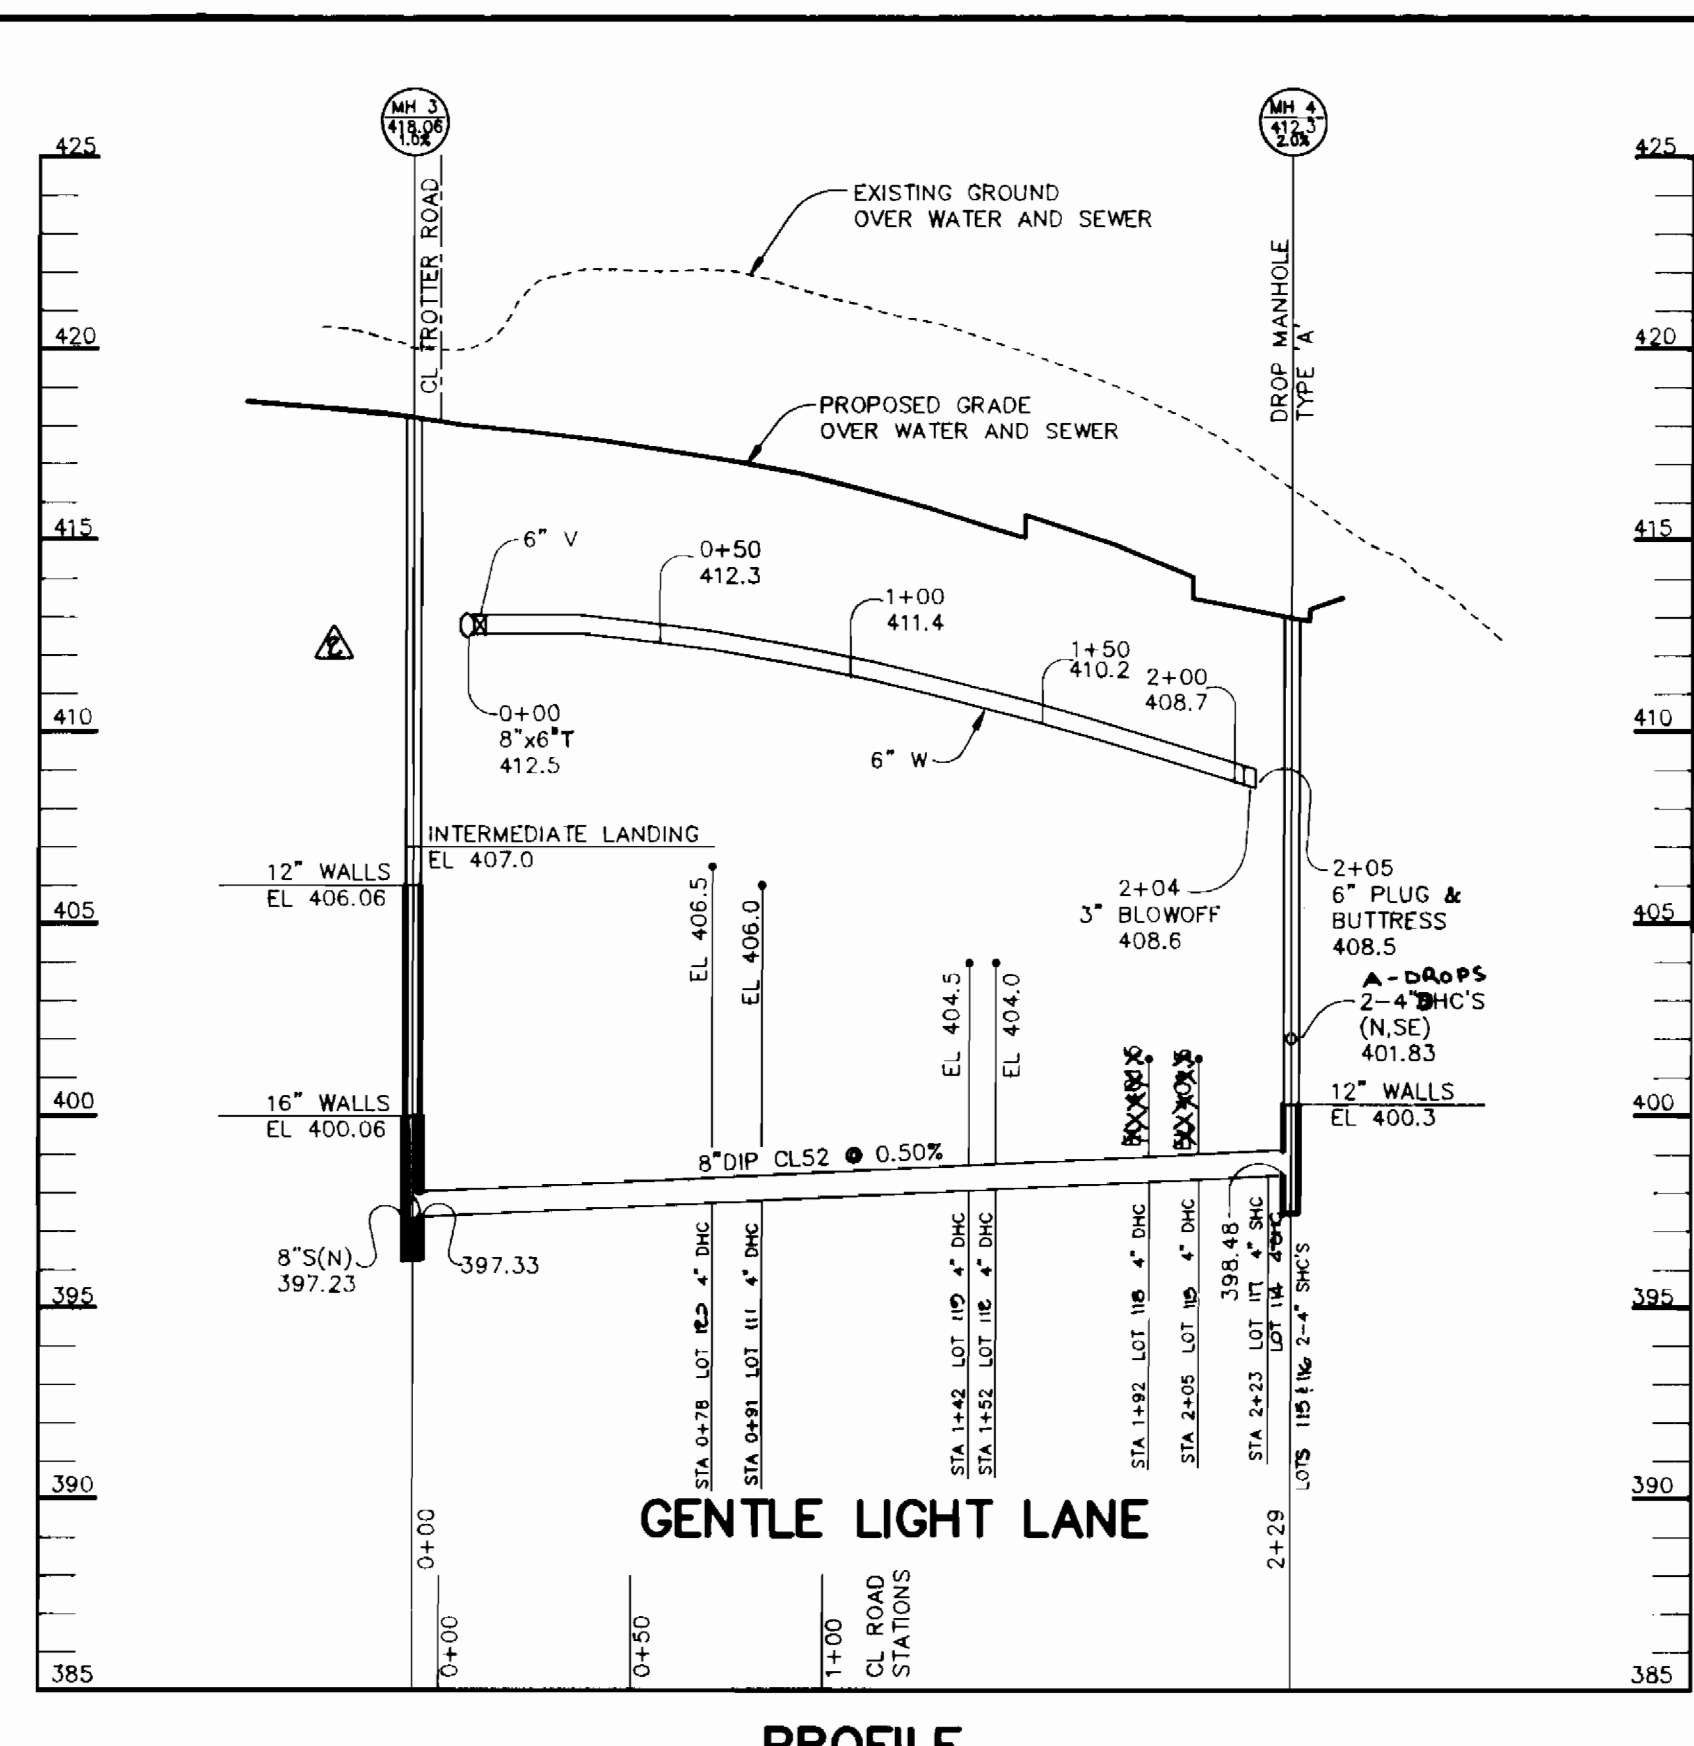 MH 3
418.06
1.0%
MH 4
412.3
2.0%
425
425
CL TROTTER ROAD
EXISTING GROUND
OVER WATER AND SEWER
DROP MANHOLE
TYPE 'A'
420
420
PROPOSED GRADE
OVER WATER AND SEWER
415
415
6" V
0+50
412.3
1+00
411.4
1+50
410.2
2+00
408.7
2
0+00
8"x6"T
412.5
410
410
6" W
INTERMEDIATE LANDING
EL 407.0
12" WALLS
EL 406.06
EL 406.5
EL 406.0
2+04
3" BLOWOFF
408.6
2+05
6" PLUG &
BUTTRESS
408.5
405
405
EL 404.5
EL 404.0
A-DROPS
2-4"DHC'S
(N,SE)
401.83
400
400
16" WALLS
EL 400.06
12" WALLS
EL 400.3
8"DIP CL52 @ 0.50%
8"S(N)
397.23
397.33
398.48
395
395
STA 0+78 LOT 4" DHC
STA 0+91 LOT 111 4" DHC
STA 1+42 LOT 119 4" DHC
STA 1+52 LOT 112 4" DHC
STA 1+92 LOT 118 4" DHC
STA 2+05 LOT 4" DHC
STA 2+23 LOT 117 4" SHC
LOT 114
LOTS 115 & 116 2-4" SHC'S
390
390
GENTLE LIGHT LANE
0+00
2+29
0+00
0+50
1+00
CL ROAD
STATIONS
385
385
PROFILE